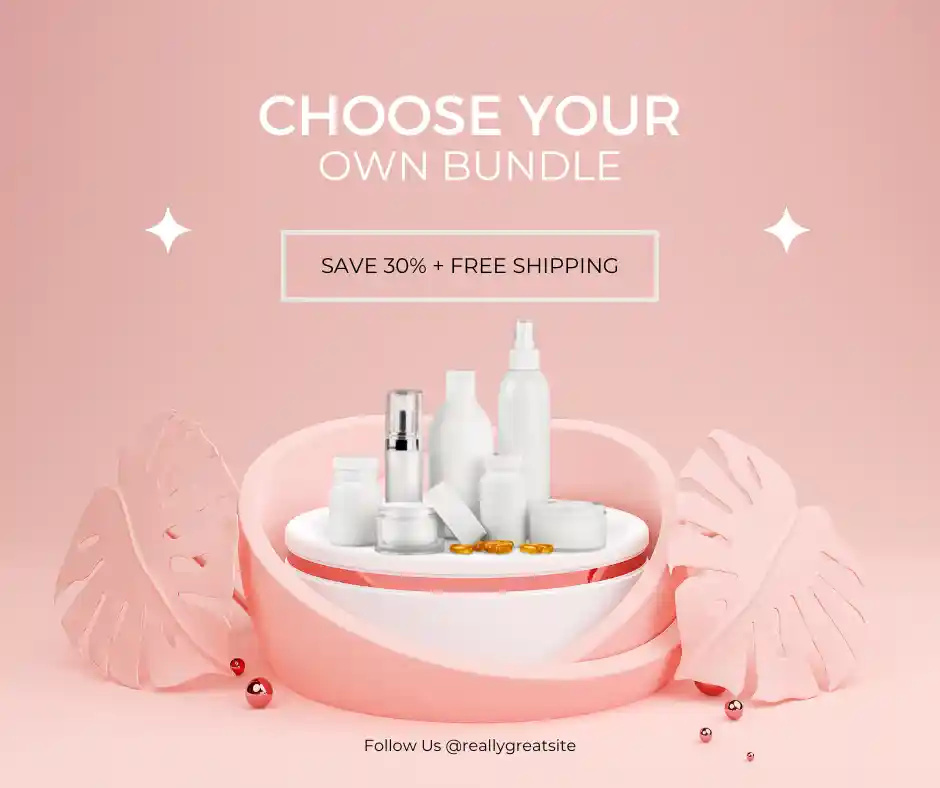 CHOOSE YOUR
OWN BUNDLE
SAVE 30% + FREE SHIPPING
Follow Us @reallygreatsite